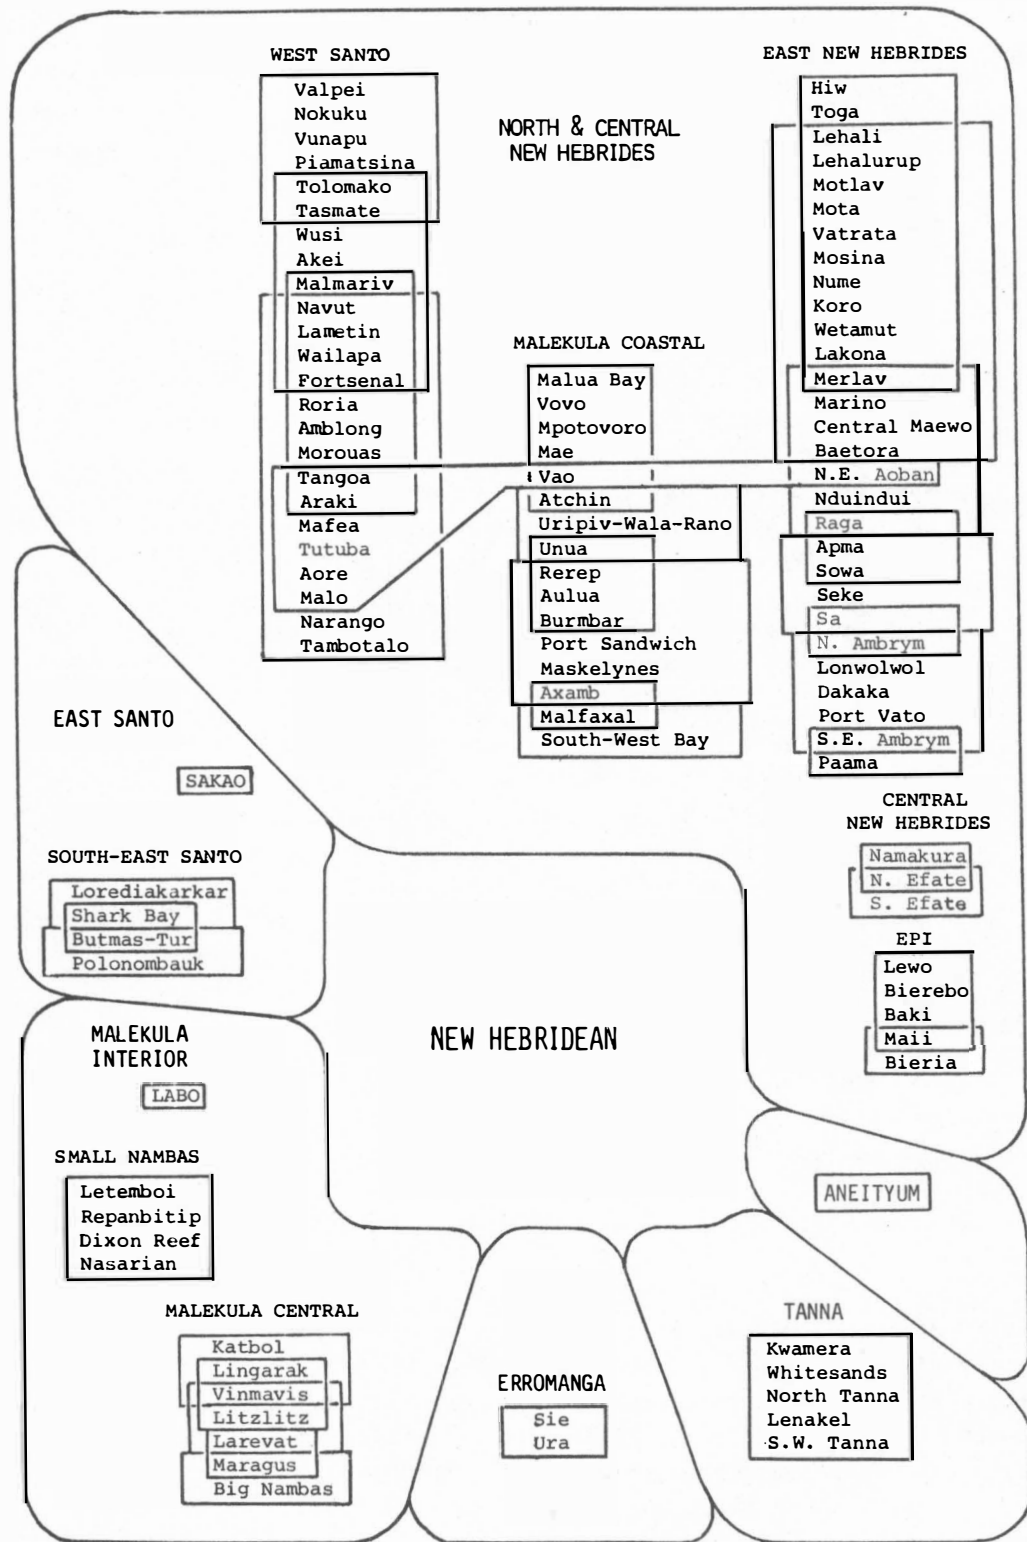 WEST SANTO
Valpei
Nokuku
Vunapu
Piamatsina
Tolomako
Tasmate
Wusi
Akei
Malmariv
Navut
Lametin
Wailapa
Fortsenal
Roria
Amblong
Morouas
Tangoa
Araki
Mafea
Tutuba
Aore
Malo
Narango
Tambotalo
NORTH & CENTRAL
NEW HEBRIDES
MALEKULA COASTAL
Malua Bay
Vovo
Mpotovoro
Mae
Vao
Atchin
Uripiv-Wala-Rano
Unua
Rerep
Aulua
Burmbar
Port Sandwich
Maskelynes
Axamb
Malfaxal
South-West Bay
EAST NEW HEBRIDES
Hiw
Toga
Lehali
Lehalurup
Motlav
Mota
Vatrata
Mosina
Nume
Koro
Wetamut
Lakona
Merlav
Marino
Central Maewo
Baetora
N.E. Aoban
Nduindui
Raga
Apma
Sowa
Seke
Sa
N. Ambrym
Lonwolwol
Dakaka
Port Vato
S.E. Ambrym
Paama
CENTRAL
NEW HEBRIDES
Namakura
N. Efate
S. Efate
EPI
Lewo
Bierebo
Baki
Maii
Bieria
EAST SANTO
SAKAO
SOUTH-EAST SANTO
Lorediakarkar
Shark Bay
Butmas-Tur
Polonombauk
MALEKULA
INTERIOR
LABO
SMALL NAMBAS
Letemboi
Repanbitip
Dixon Reef
Nasarian
MALEKULA CENTRAL
Katbol
Lingarak
Vinmavis
Litzlitz
Larevat
Maragus
Big Nambas
NEW HEBRIDEAN
ERROMANGA
Sie
Ura
ANEITYUM
TANNA
Kwamera
Whitesands
North Tanna
Lenakel
S.W. Tanna